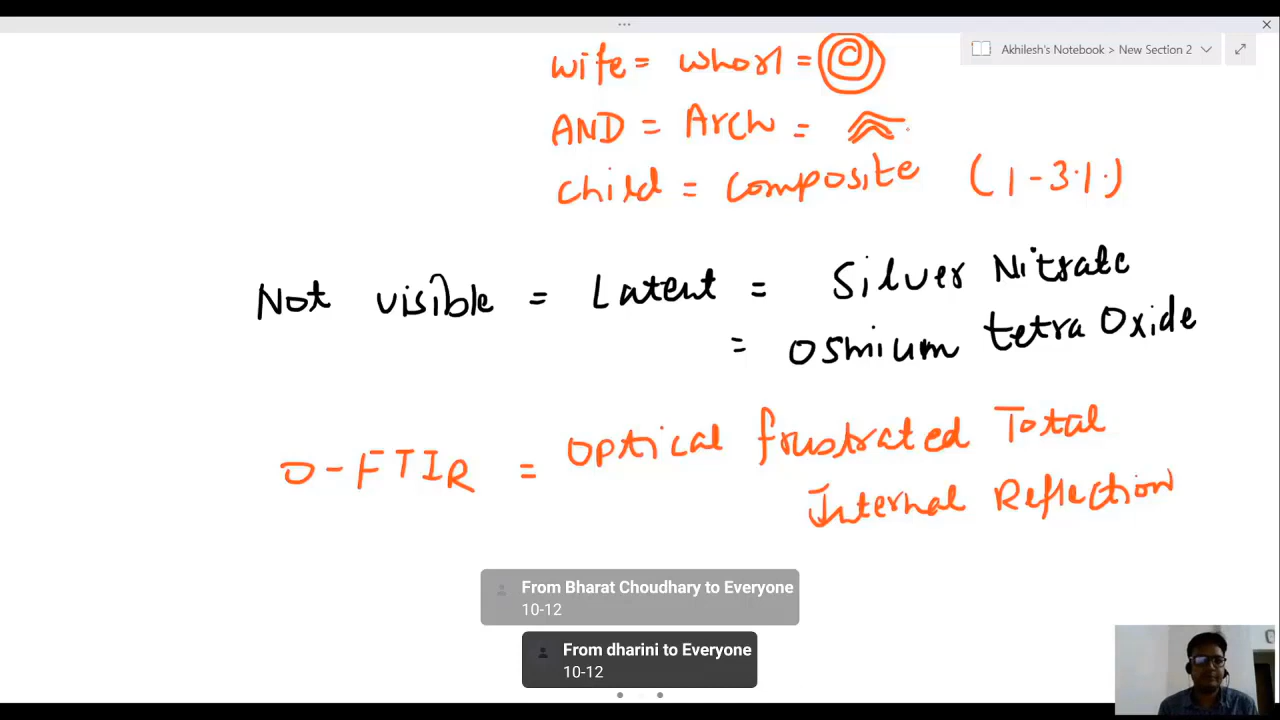 Akhilesh's Notebook > New Section 2
wife = whorl =
AND = Arch =
child = composite (1-3%)
Not visible = Latent = Silver Nitrate
= Osmium tetra Oxide
O-FTIR = Optical frustrated Total
Internal Reflection
From Bharat Choudhary to Everyone
10-12
From dharini to Everyone
10-12